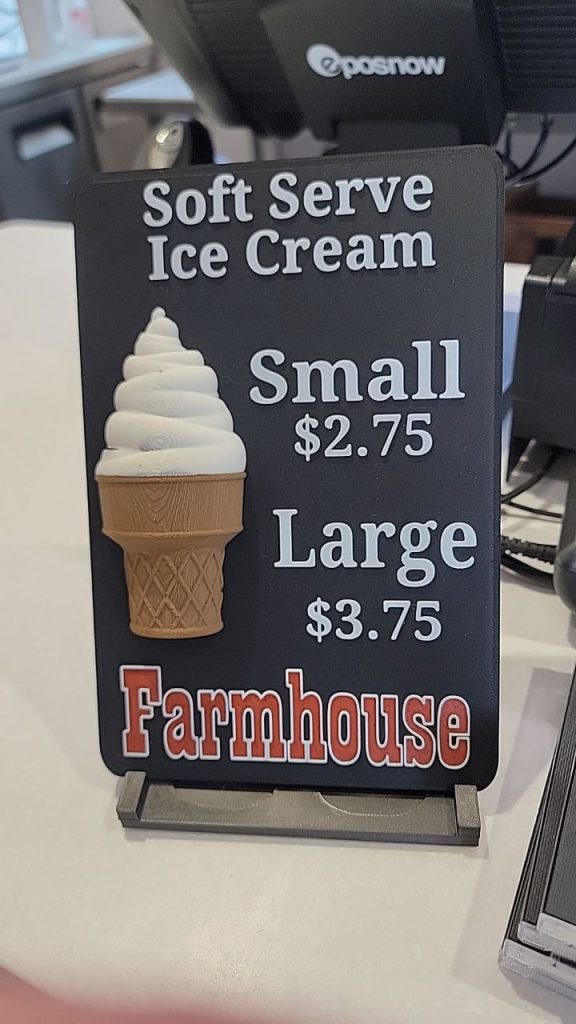 eposnow
Soft Serve
Ice Cream
Small
$2.75
Large
$3.75
Farmhouse